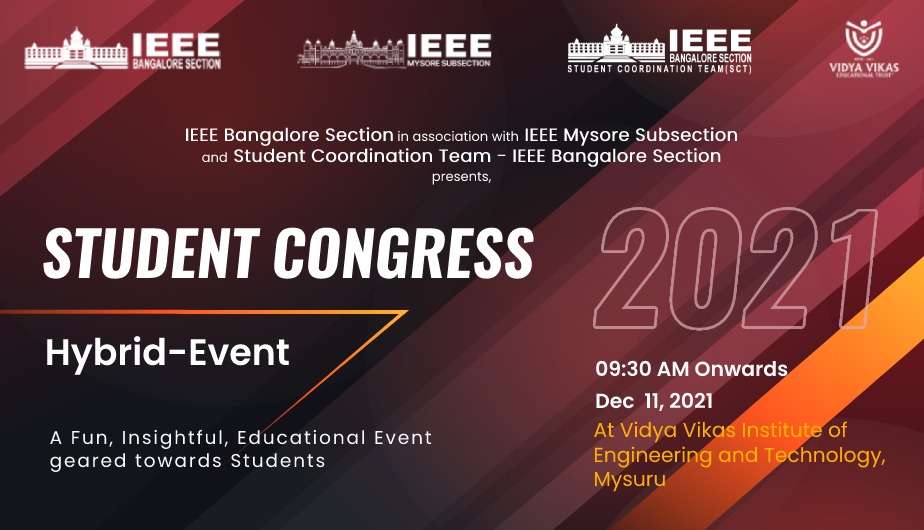 IEEE
BANGALORE SECTION
IEEE
MYSORE SUBSECTION
IEEE
BANGALORE SECTION
STUDENT COORDINATION TEAM(SCT)
VIDYA VIKAS
EDUCATIONAL TRUST
IEEE Bangalore Section in association with IEEE Mysore Subsection
and Student Coordination Team - IEEE Bangalore Section
presents,
STUDENT CONGRESS
2021
Hybrid-Event
09:30 AM Onwards
Dec 11, 2021
At Vidya Vikas Institute of
Engineering and Technology,
Mysuru
A Fun, Insightful, Educational Event
geared towards Students